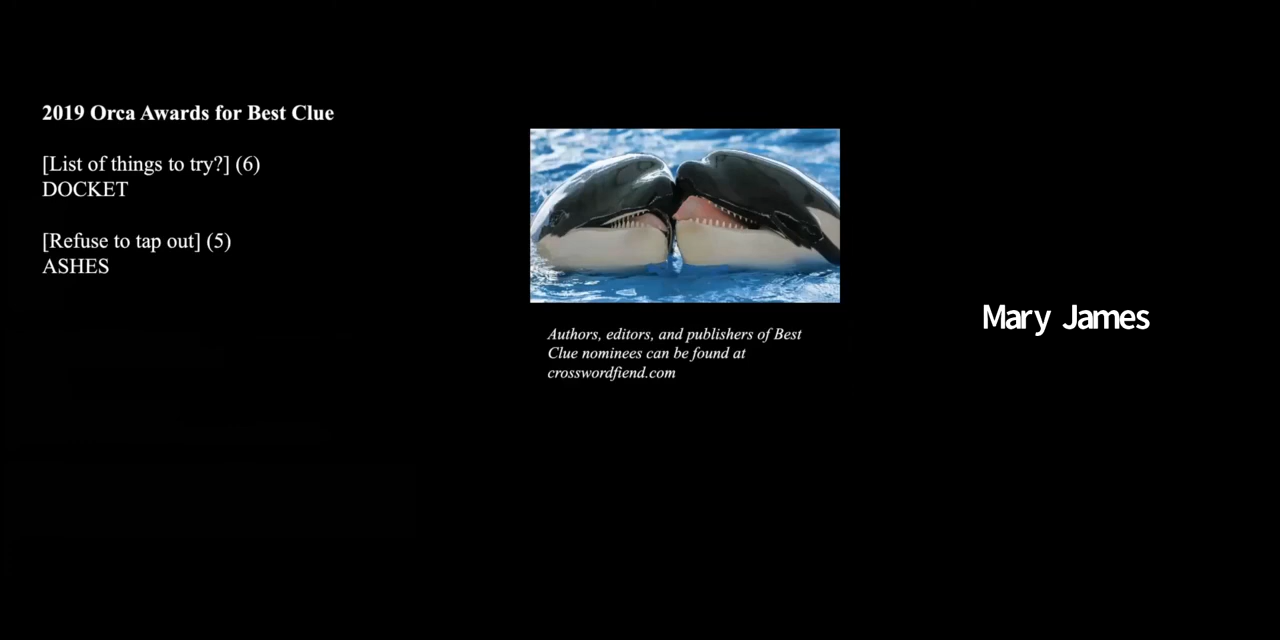 2019 Orca Awards for Best Clue
[List of things to try?] (6)
DOCKET
[Refuse to tap out] (5)
ASHES
Authors, editors, and publishers of Best
Clue nominees can be found at
crosswordfiend.com
Mary James